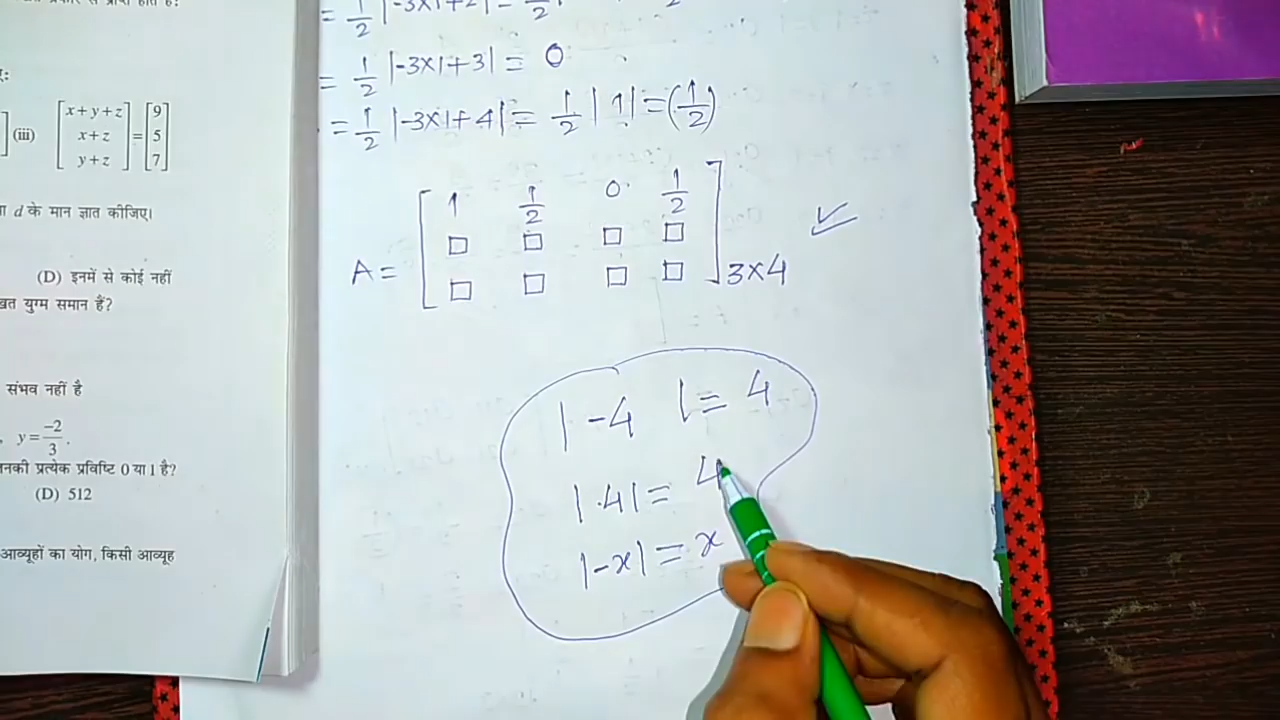 (iii) [x+y+z
x+z
y+z] = [9
5
7]
d के मान ज्ञात कीजिए।
(D) इनमें से कोई नहीं
युग्म समान हैं?
संभव नहीं है
y = -2/3.
प्रत्येक प्रविष्टि 0 या 1 है?
(D) 512
आव्यूहों का योग, किसी आव्यूह
= 1/2 |-3×1+3| = 0
= 1/2 |-3×1+4| = 1/2 |1| = (1/2)
A = [1 1/2 0 1/2
□ □ □ □
□ □ □ □] 3×4
|-4 | = 4
|4| = 4
|-x| = x